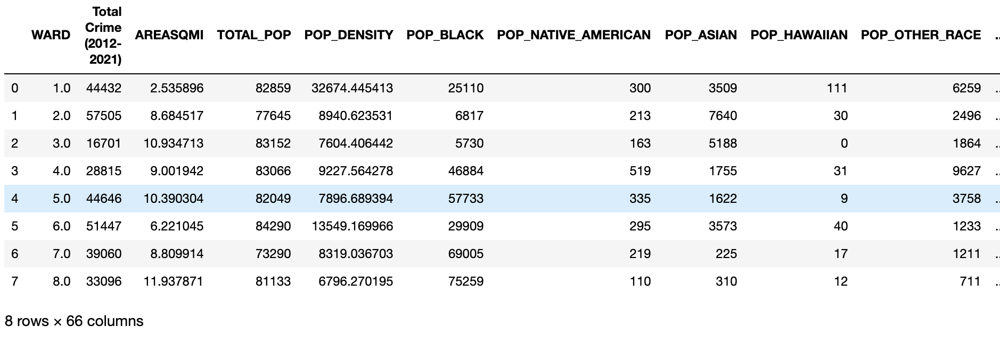 WARD Total Crime (2012-2021) AREASQMI TOTAL_POP POP_DENSITY POP_BLACK POP_NATIVE_AMERICAN POP_ASIAN POP_HAWAIIAN POP_OTHER_RACE ..
0 1.0 44432 2.535896 82859 32674.445413 25110 300 3509 111 6259 ..
1 2.0 57505 8.684517 77645 8940.623531 6817 213 7640 30 2496 ..
2 3.0 16701 10.934713 83152 7604.406442 5730 163 5188 0 1864 ..
3 4.0 28815 9.001942 83066 9227.564278 46884 519 1755 31 9627 ..
4 5.0 44646 10.390304 82049 7896.689394 57733 335 1622 9 3758 ..
5 6.0 51447 6.221045 84290 13549.169966 29909 295 3573 40 1233 ..
6 7.0 39060 8.809914 73290 8319.036703 69005 219 225 17 1211 ..
7 8.0 33096 11.937871 81133 6796.270195 75259 110 310 12 711 ..
8 rows × 66 columns